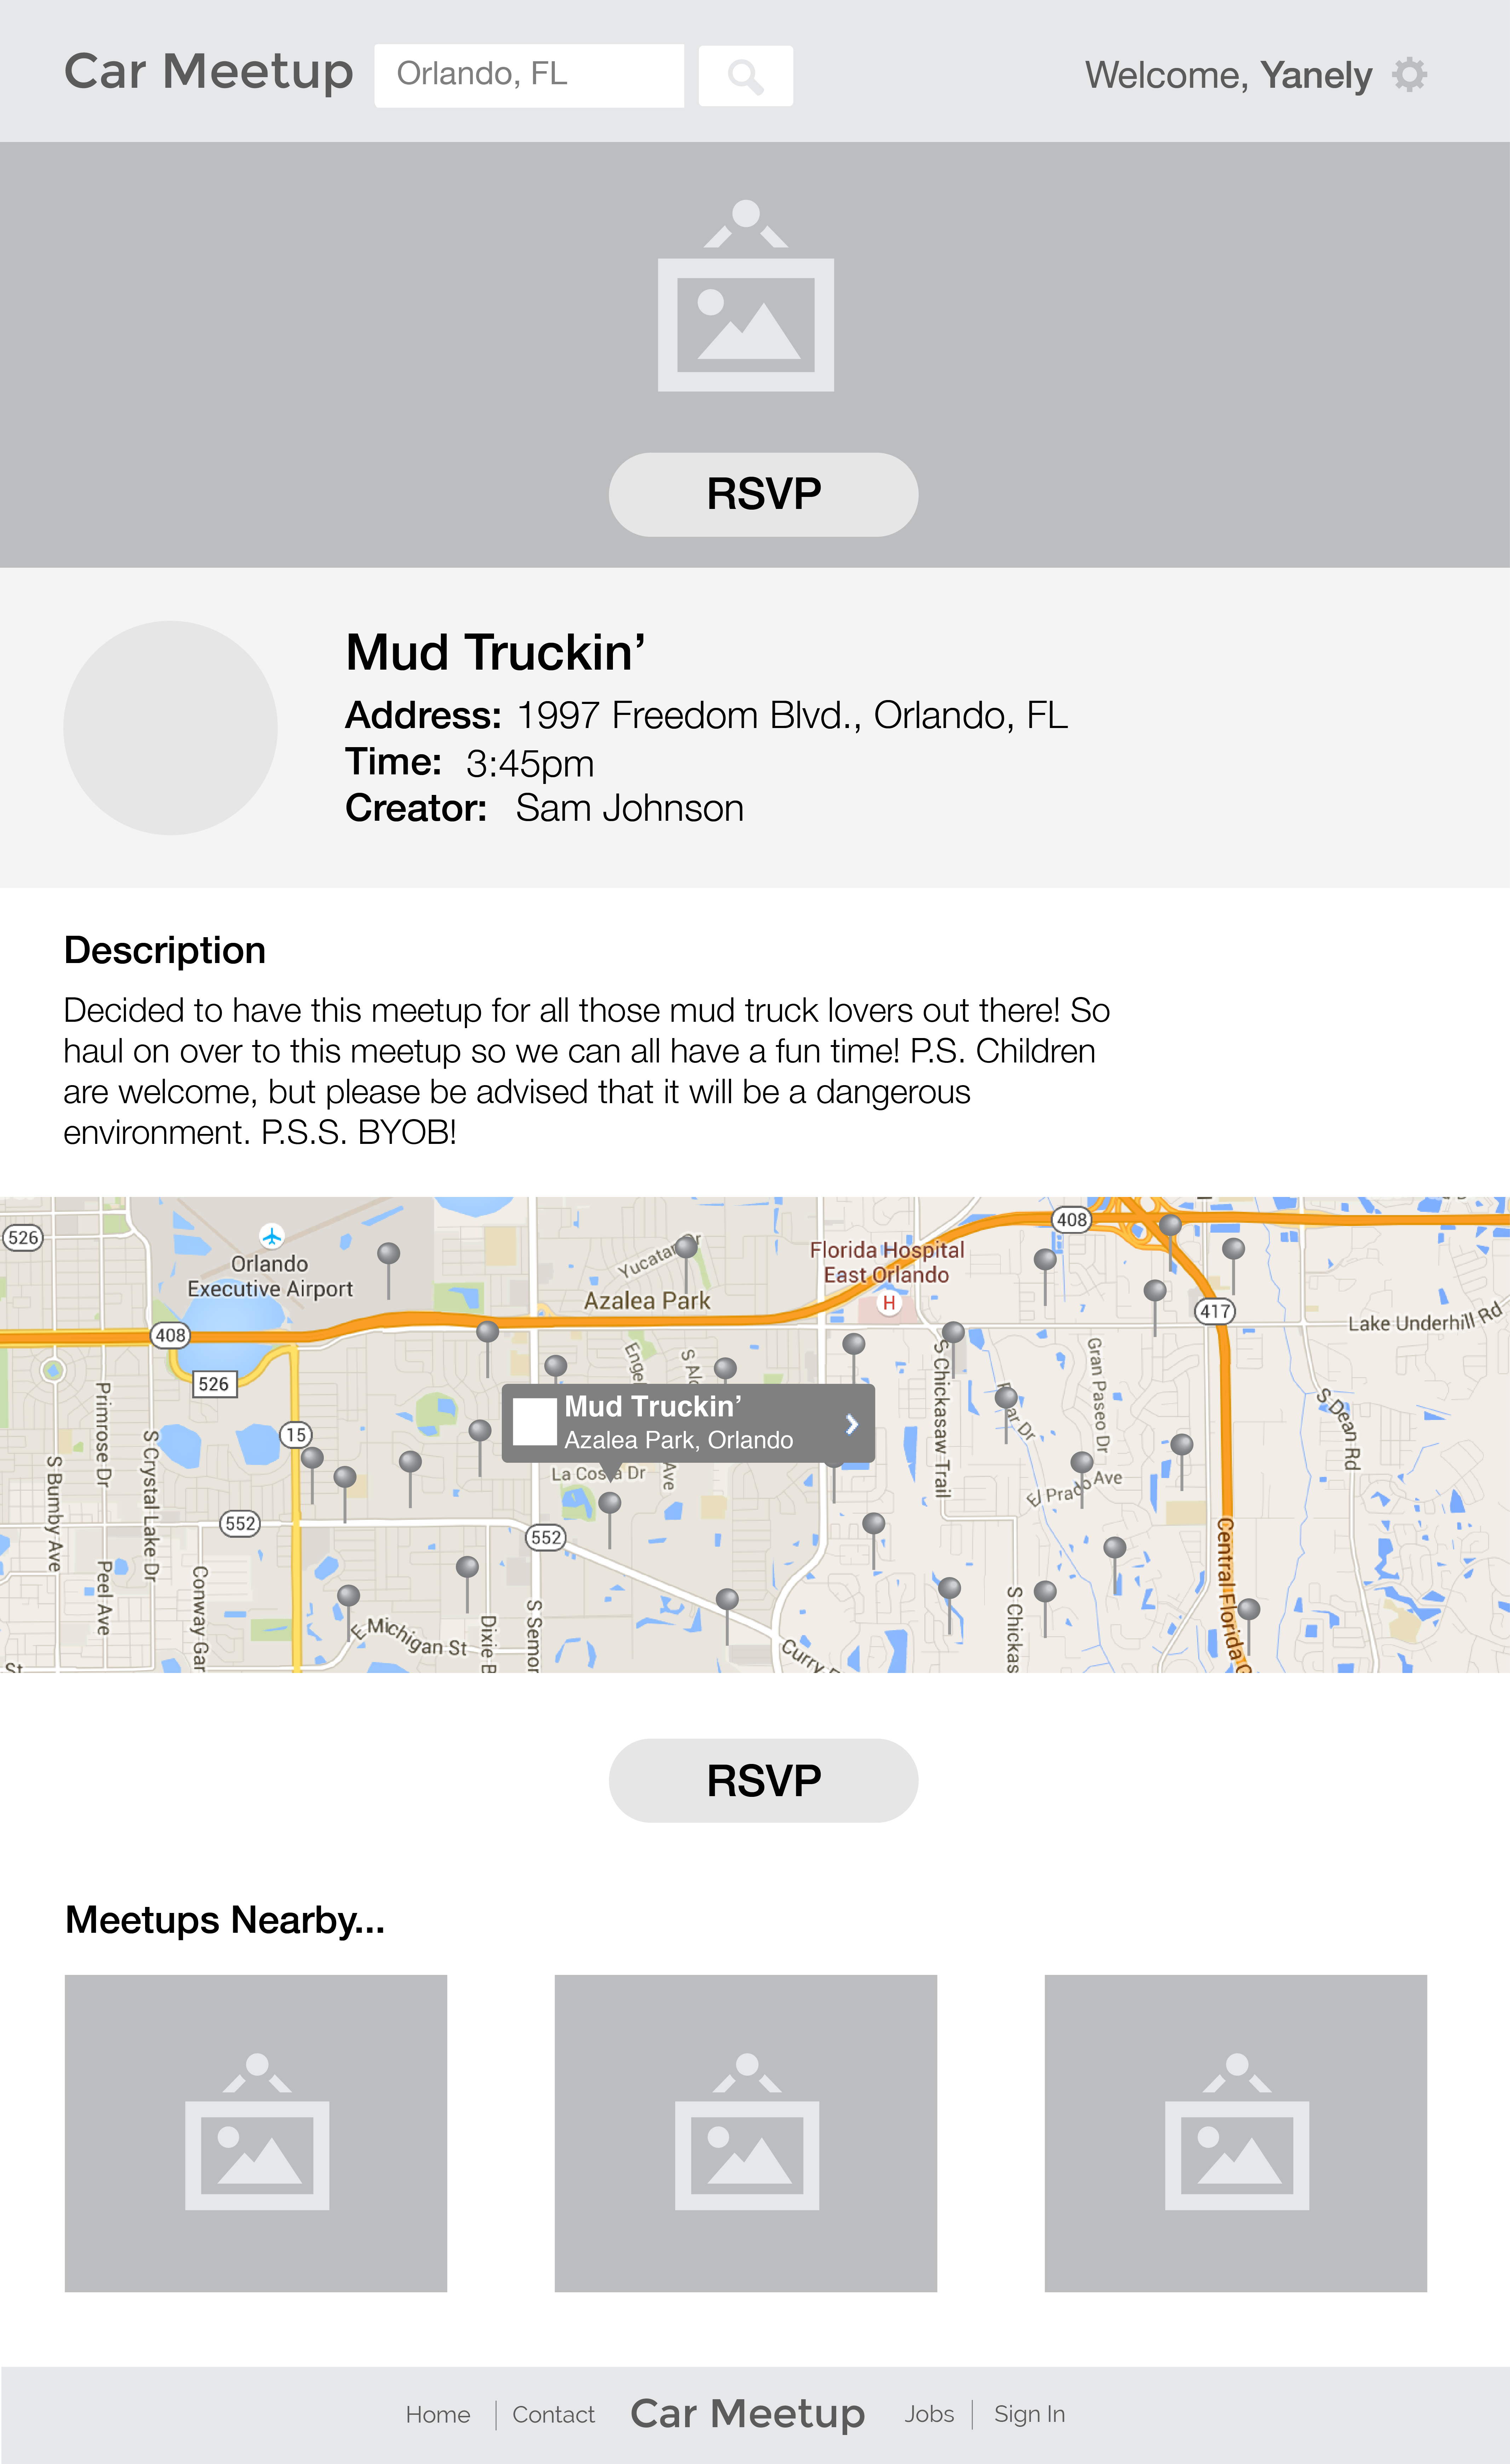 Car Meetup
Orlando, FL
Welcome, Yanely
RSVP
Mud Truckin’
Address: 1997 Freedom Blvd., Orlando, FL
Time: 3:45pm
Creator: Sam Johnson
Description
Decided to have this meetup for all those mud truck lovers out there! So
haul on over to this meetup so we can all have a fun time! P.S. Children
are welcome, but please be advised that it will be a dangerous
environment. P.S.S. BYOB!
526
Orlando
Executive Airport
408
526
15
Yucatan Dr
Azalea Park
Florida Hospital
East Orlando
H
408
417
Lake Underhill Rd
Primrose Dr
S Bumby Ave
S Crystal Lake Dr
Peel Ave
Conway Gar
552
552
E Michigan St
Dixie B
S Semor
Enge
Mud Truckin’
Azalea Park, Orlando
La Costa Dr
Ave
Curry
S Chickasaw Trail
S Chickas
Dr
Gran Paseo Dr
El Prado Ave
S Dean Rd
Central Florida G
St
RSVP
Meetups Nearby...
Home
Contact
Car Meetup
Jobs
Sign In